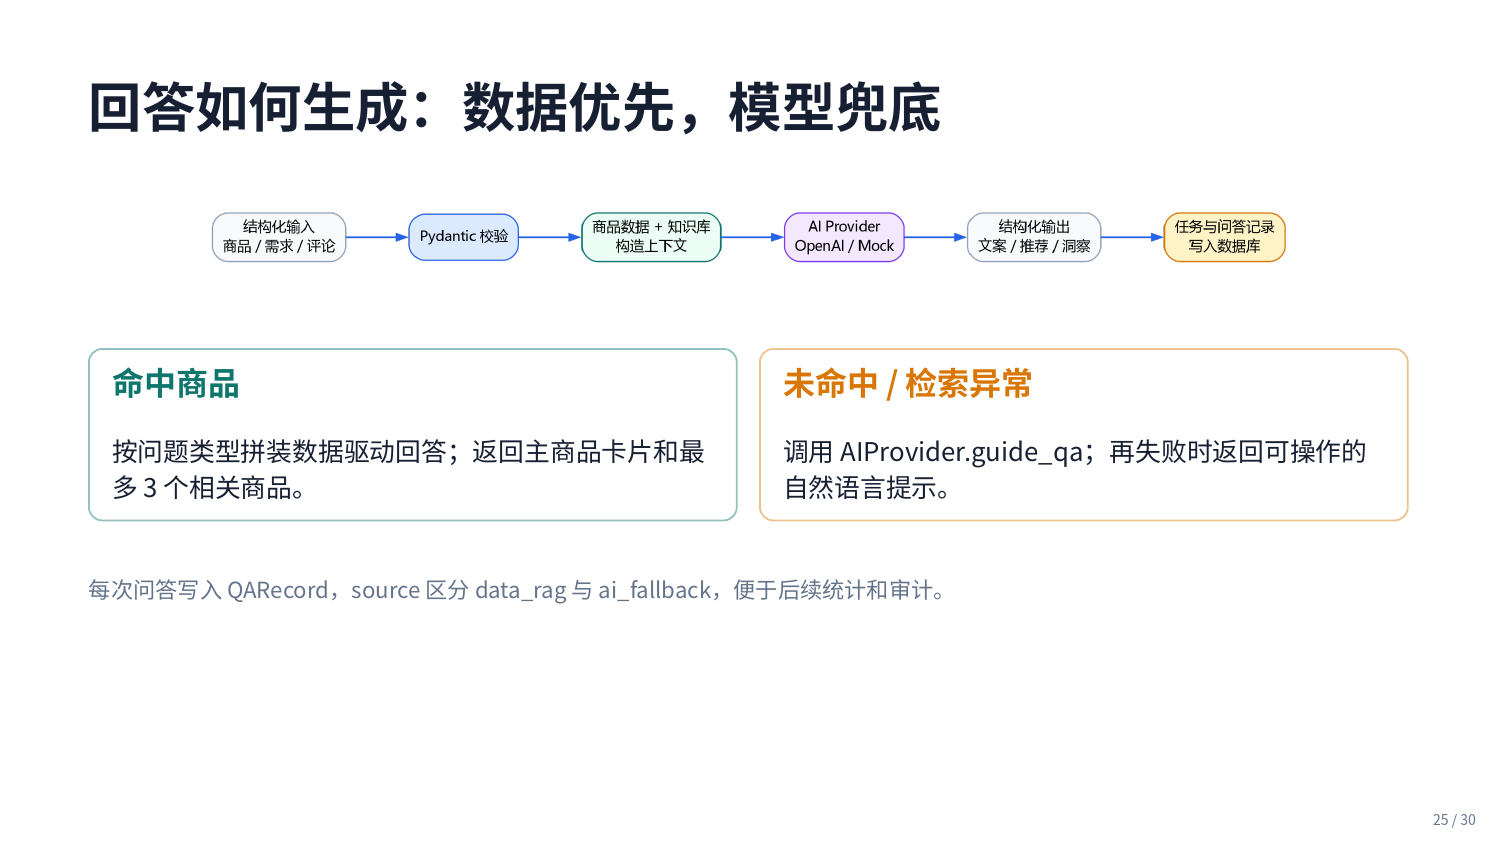 回答如何生成：数据优先，模型兜底
结构化输入
商品 / 需求 / 评论
Pydantic 校验
商品数据 + 知识库
构造上下文
AI Provider
OpenAI / Mock
结构化输出
文案 / 推荐 / 洞察
任务与问答记录
写入数据库
命中商品
按问题类型拼装数据驱动回答；返回主商品卡片和最
多 3 个相关商品。
未命中 / 检索异常
调用 AIProvider.guide_qa；再失败时返回可操作的
自然语言提示。
每次问答写入 QARecord，source 区分 data_rag 与 ai_fallback，便于后续统计和审计。
25 / 30